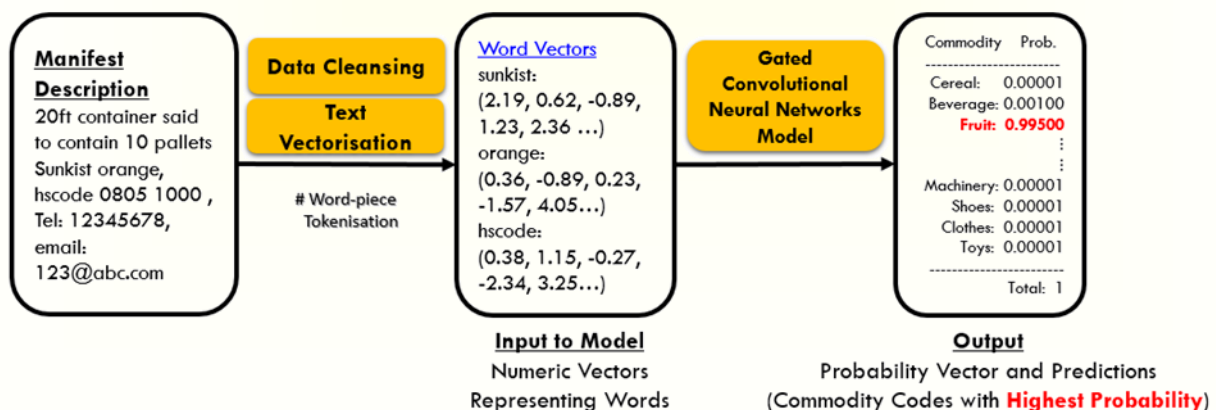 Manifest
Description
20ft container said
to contain 10 pallets
Sunkist orange,
hscode 0805 1000 ,
Tel: 12345678,
email:
123@abc.com
Data Cleansing
Text
Vectorisation
# Word-piece
Tokenisation
Word Vectors
sunkist:
(2.19, 0.62, -0.89,
1.23, 2.36 ...)
orange:
(0.36, -0.89, 0.23,
-1.57, 4.05...)
hscode:
(0.38, 1.15, -0.27,
-2.34, 3.25...)
Input to Model
Numeric Vectors
Representing Words
Gated
Convolutional
Neural Networks
Model
Commodity Prob.
------------------------
Cereal: 0.00001
Beverage: 0.00100
Fruit: 0.99500
⋮
⋮
Machinery: 0.00001
Shoes: 0.00001
Clothes: 0.00001
Toys: 0.00001
------------------------
Total: 1
Output
Probability Vector and Predictions
(Commodity Codes with Highest Probability)